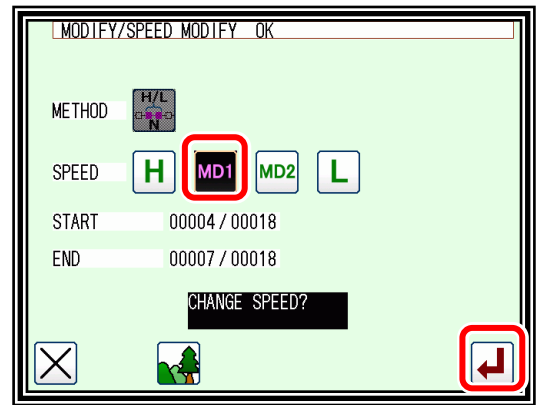 MODIFY/SPEED MODIFY OK
METHOD H/L N
SPEED H MD1 MD2 L
START 00004/00018
END 00007/00018
CHANGE SPEED?